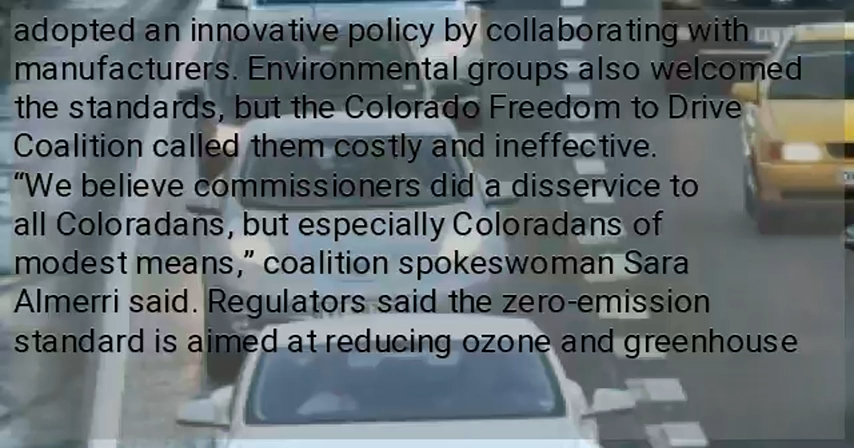 adopted an innovative policy by collaborating with
manufacturers. Environmental groups also welcomed
the standards, but the Colorado Freedom to Drive
Coalition called them costly and ineffective.
“We believe commissioners did a disservice to
all Coloradans, but especially Coloradans of
modest means,” coalition spokeswoman Sara
Almerri said. Regulators said the zero-emission
standard is aimed at reducing ozone and greenhouse